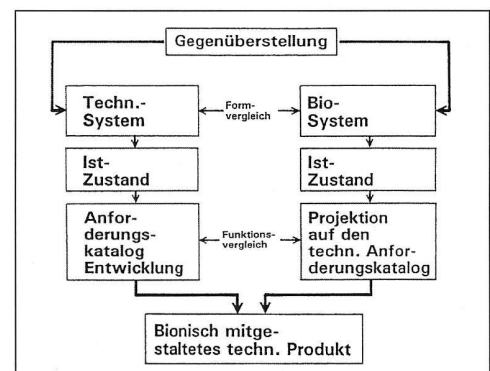 Gegenüberstellung
Techn.-
System
Form-
vergleich
Bio-
System
Ist-
Zustand
Ist-
Zustand
Anfor-
derungs-
katalog
Entwicklung
Funktions-
vergleich
Projektion
auf den
techn. Anfor-
derungskatalog
Bionisch mitge-
staltetes techn. Produkt